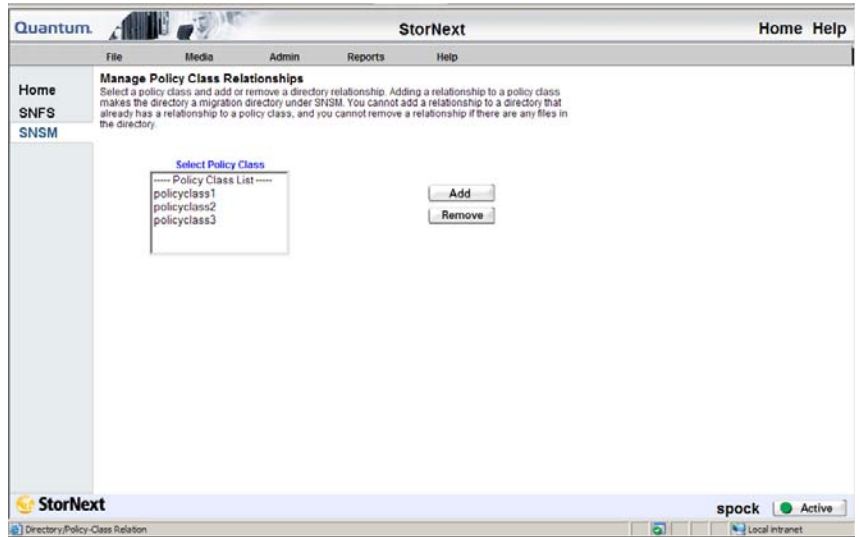 Quantum.
StorNext
Home Help
File Media Admin Reports Help
Home
SNFS
SNSM
Manage Policy Class Relationships
Select a policy class and add or remove a directory relationship. Adding a relationship to a policy class
makes the directory a migration directory under SNSM. You cannot add a relationship to a directory that
already has a relationship to a policy class, and you cannot remove a relationship if there are any files in
the directory.
Select Policy Class
----- Policy Class List -----
policyclass1
policyclass2
policyclass3
Add
Remove
StorNext
spock Active
Directory/Policy-Class Relation
Local intranet